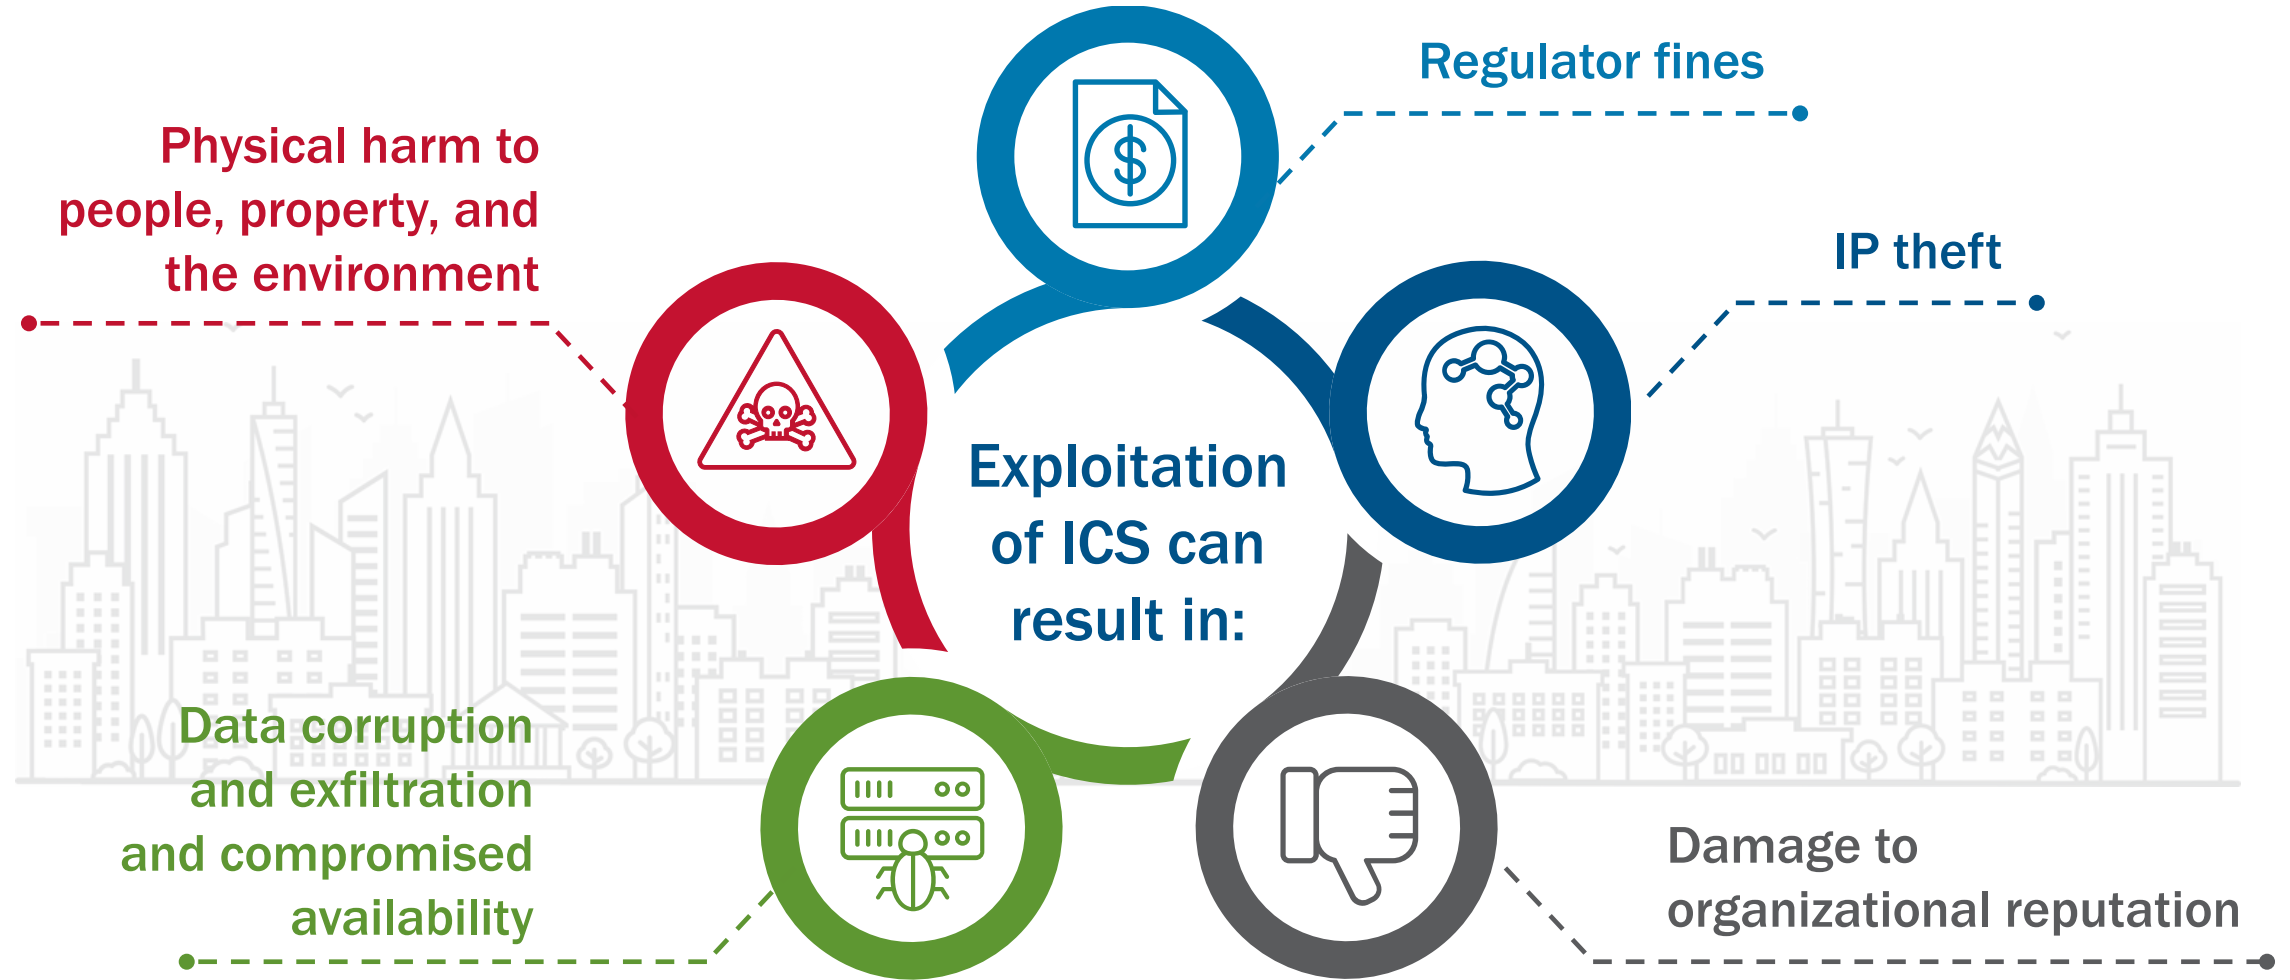 Regulator fines
Physical harm to
people, property, and
the environment
IP theft
Exploitation
of ICS can
result in:
Data corruption
and exfiltration
and compromised
availability
Damage to
organizational reputation